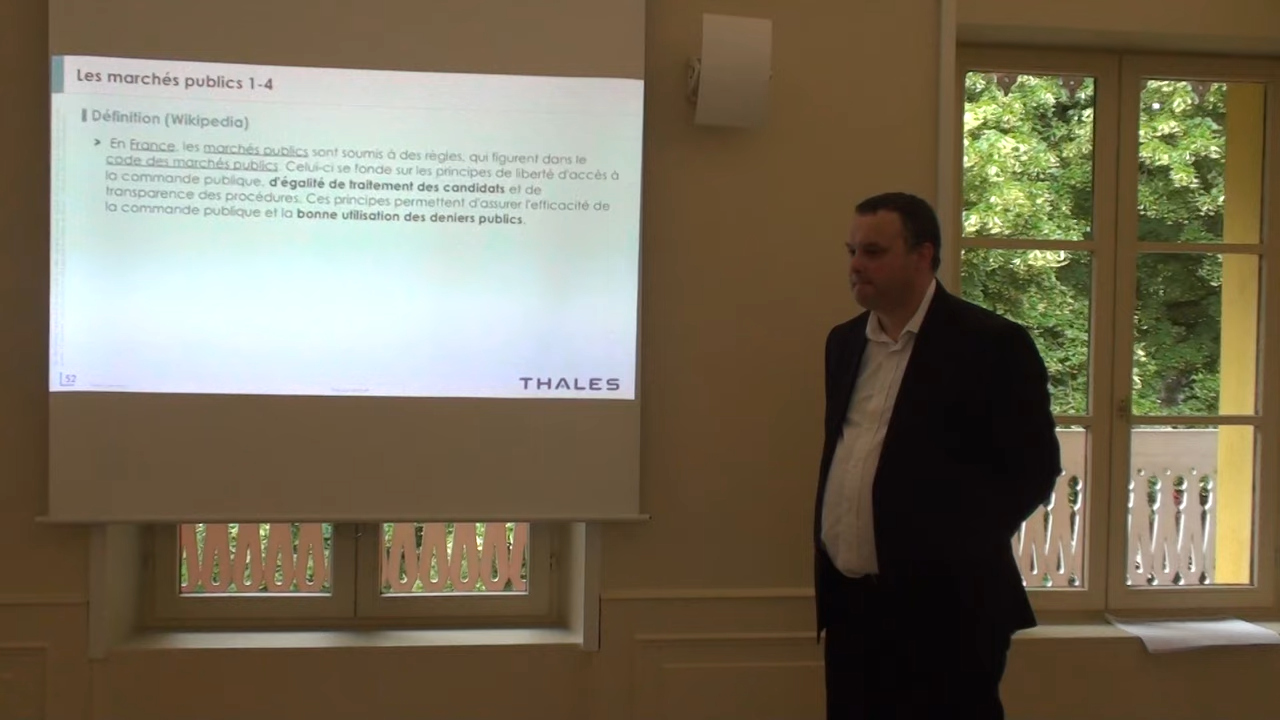 Les marchés publics 1-4
Définition (Wikipedia)
> En France, les marchés publics sont soumis à des règles, qui figurent dans le
code des marchés publics. Celui-ci se fonde sur les principes de liberté d'accès à
la commande publique, d'égalité de traitement des candidats et de
transparence des procédures. Ces principes permettent d'assurer l'efficacité de
la commande publique et la bonne utilisation des deniers publics.
52
THALES